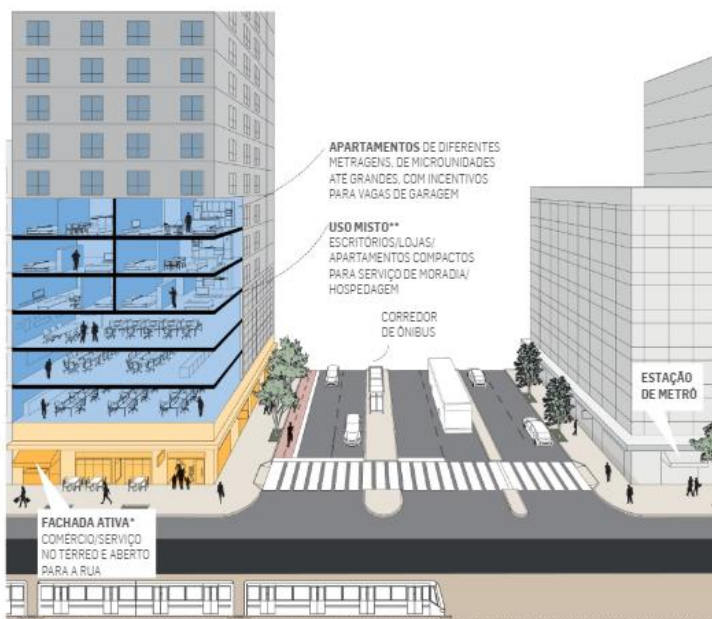 APARTAMENTOS DE DIFERENTES
METRAGENS, DE MICROUNIDADES
ATÉ GRANDES, COM INCENTIVOS
PARA VAGAS DE GARAGEM
USO MISTO**
ESCRITÓRIOS/LOJAS/
APARTAMENTOS COMPACTOS
PARA SERVIÇO DE MORADIA/
HOSPEDAGEM
CORREDOR
DE ÔNIBUS
ESTAÇÃO
DE METRÔ
FACHADA ATIVA*
COMÉRCIO/SERVIÇO
NO TÉRREO E ABERTO
PARA A RUA